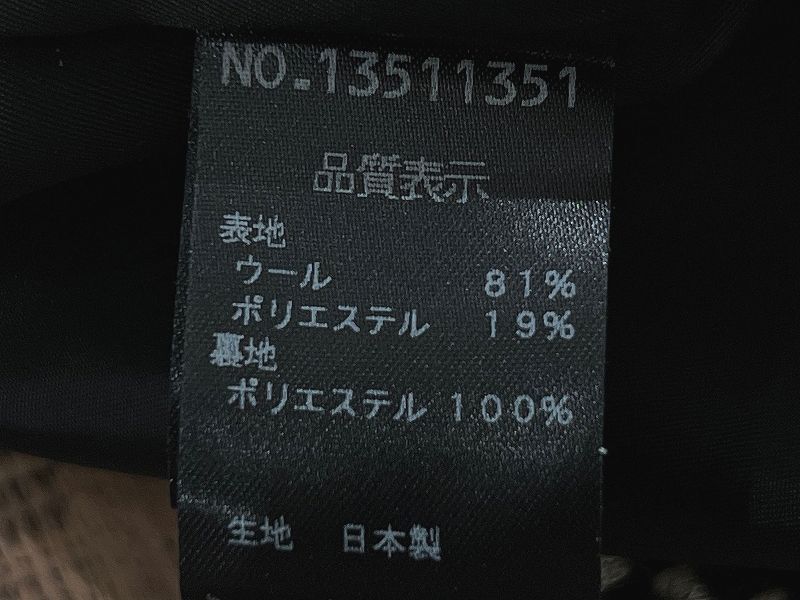 NO.13511351
品質表示
表地
ウール 81%
ポリエステル 19%
裏地
ポリエステル 100%
生地 日本製